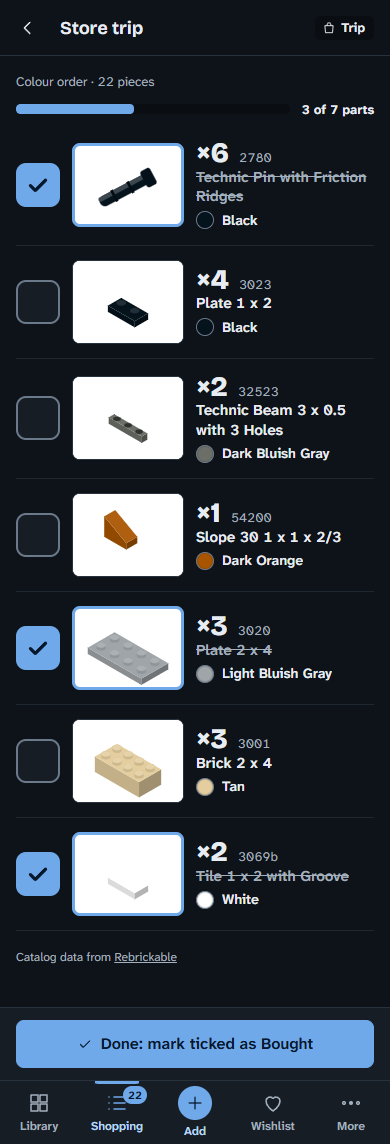 Store trip
Trip
Colour order · 22 pieces
3 of 7 parts
×6 2780
Technic Pin with Friction
Ridges
Black
×4 3023
Plate 1 x 2
Black
×2 32523
Technic Beam 3 x 0.5
with 3 Holes
Dark Bluish Gray
×1 54200
Slope 30 1 x 1 x 2/3
Dark Orange
×3 3020
Plate 2 x 4
Light Bluish Gray
×3 3001
Brick 2 x 4
Tan
×2 3069b
Tile 1 x 2 with Groove
White
Catalog data from Rebrickable
Done: mark ticked as Bought
22
Library
Shopping
Add
Wishlist
More